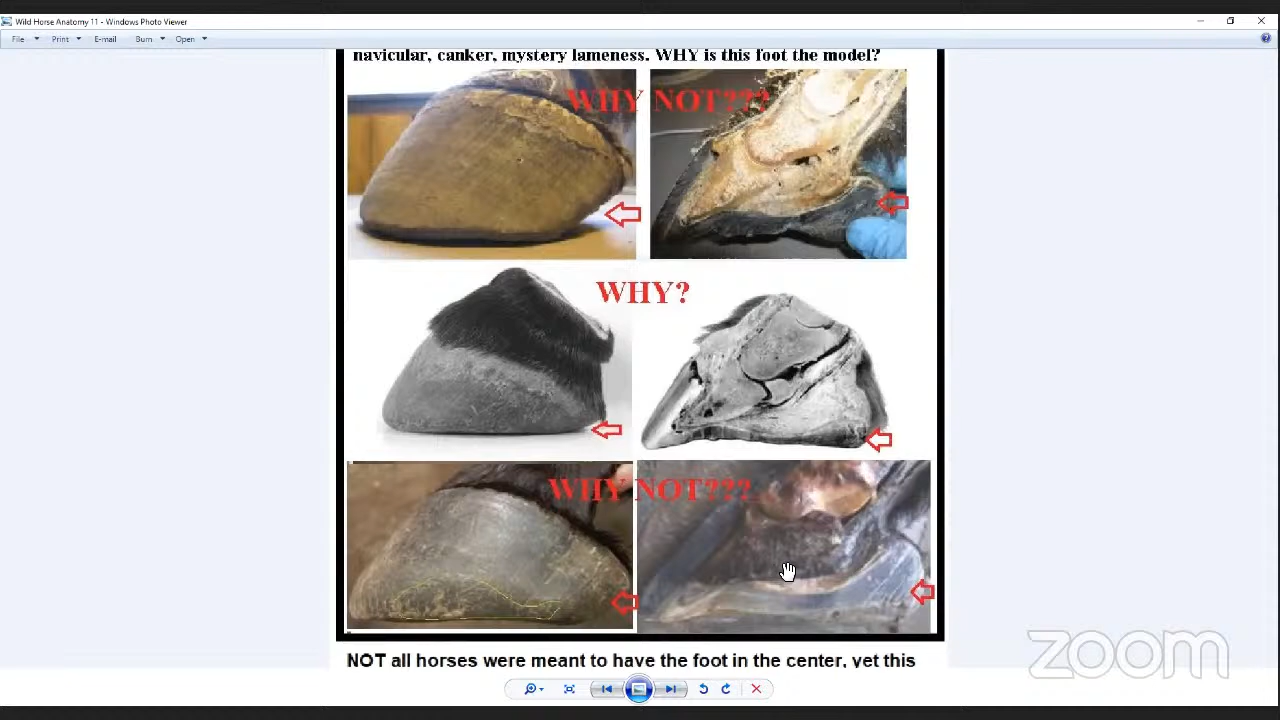 Wild Horse Anatomy 11 - Windows Photo Viewer
File Print E-mail Burn Open
navicular, canker, mystery lameness. WHY is this foot the model?
WHY NOT???
WHY?
WHY NOT???
NOT all horses were meant to have the foot in the center, yet this
zoom